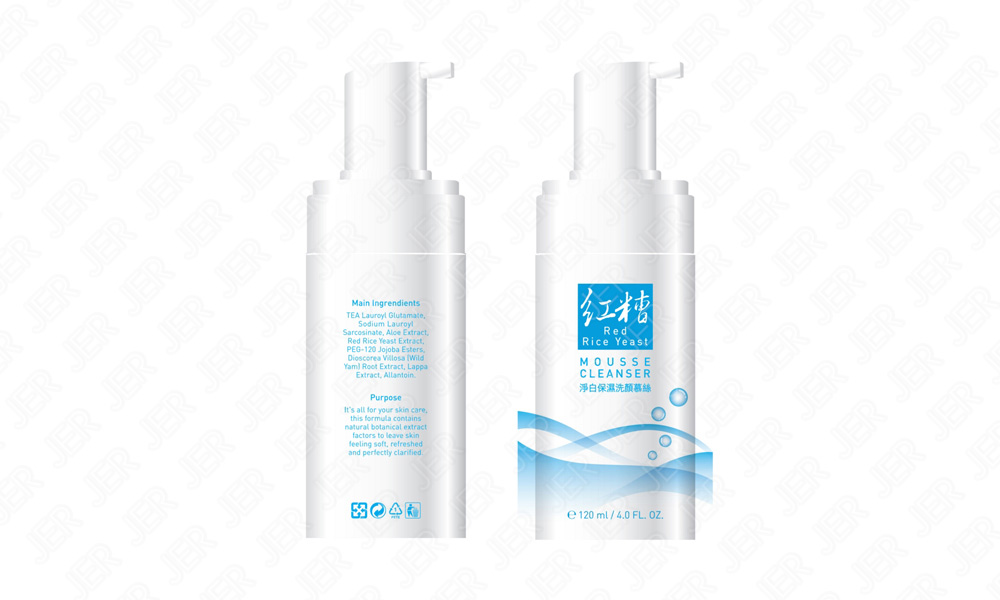 Main Ingrendients
TEA Lauroyl Glutamate,
Sodium Lauroyl
Sarcosinate, Aloe Extract,
Red Rice Yeast Extract,
PEG-120 Jojoba Esters,
Dioscorea Villosa (Wild
Yam) Root Extract, Lappa
Extract, Allantoin.
Purpose
It's all for your skin care,
this formula contains
natural botanical extract
factors to leave skin
feeling soft, refreshed
and perfectly clarified
紅糟
Red
Rice Yeast
MOUSSE
CLEANSER
淨白保濕洗顏慕絲
℮ 120 ml / 4.0 FL. OZ.
JER